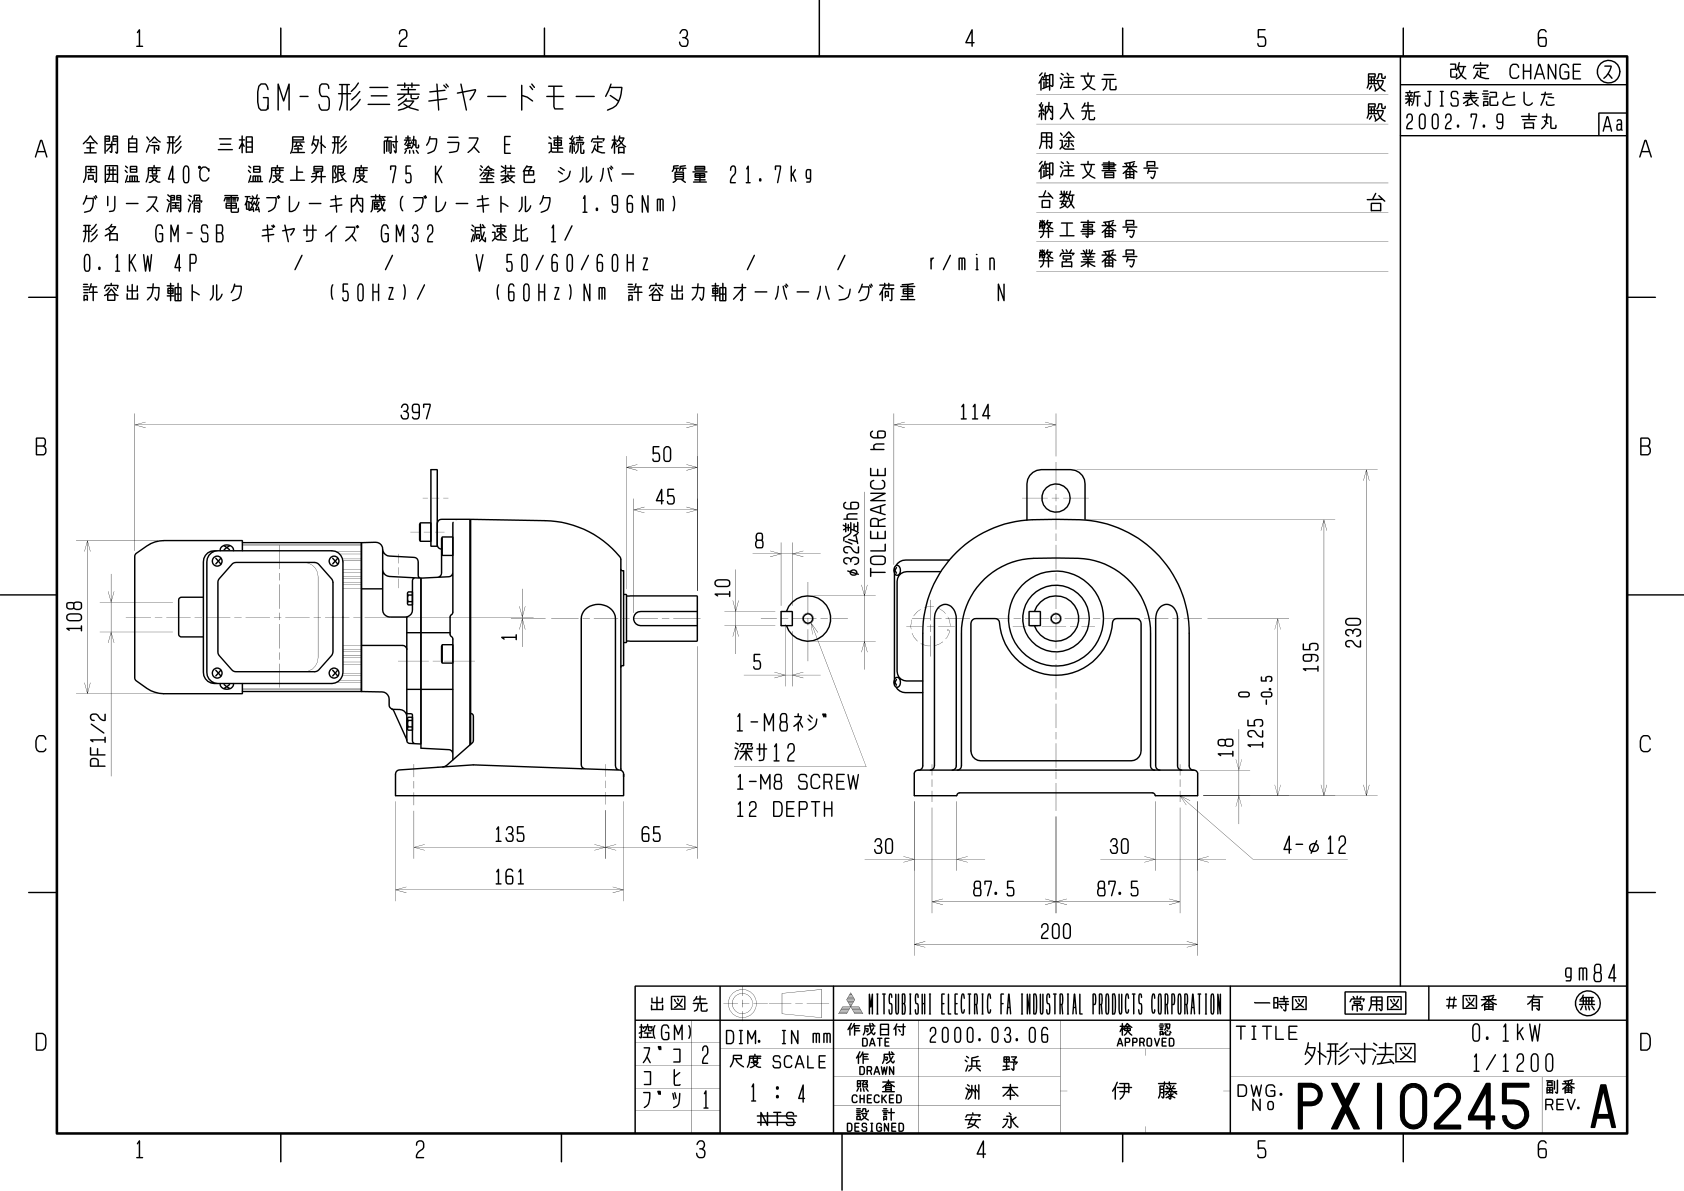 1 2 3 4 5 6
A A
B B
C C
D D
GM-S形三菱ギヤードモータ
全閉自冷形 三相 屋外形 耐熱クラス E 連続定格
周囲温度40℃ 温度上昇限度 75 K 塗装色 シルバー 質量 21.7kg
グリース潤滑 電磁ブレーキ内蔵(ブレーキトルク 1.96Nm)
形名 GM-SB ギヤサイズ GM32 減速比 1/
0.1KW 4P / / V 50/60/60Hz / / r/min
許容出力軸トルク (50Hz)/ (60Hz)Nm 許容出力軸オーバーハング荷重 N
御注文元 殿
納入先 殿
用途
御注文書番号
台数 台
弊工事番号
弊営業番号
改定 CHANGE ス
新JIS表記とした
2002.7.9 吉丸 Aa
397
50
45
108
PF1/2
1
135
65
161
8
10
5
φ32公差h6
TOLERANCE h6
1-M8ネジ
深サ12
1-M8 SCREW
12 DEPTH
114
230
195
125 0 -0.5
18
30
30
4-φ12
87.5
87.5
200
gm84
出図先
控(GM)
ズコ 2
コヒ
ブツ 1
DIM. IN mm
尺度 SCALE
1 : 4
NTS
MITSUBISHI ELECTRIC FA INDUSTRIAL PRODUCTS CORPORATION
作成日付 DATE 2000.03.06
作成 DRAWN 浜野
照査 CHECKED 洲本
設計 DESIGNED 安永
検認 APPROVED
伊藤
一時図 常用図 #図番 有 無
TITLE
外形寸法図
0.1kW
1/1200
DWG. No PX10245 副番 REV. A
1 2 3 4 5 6